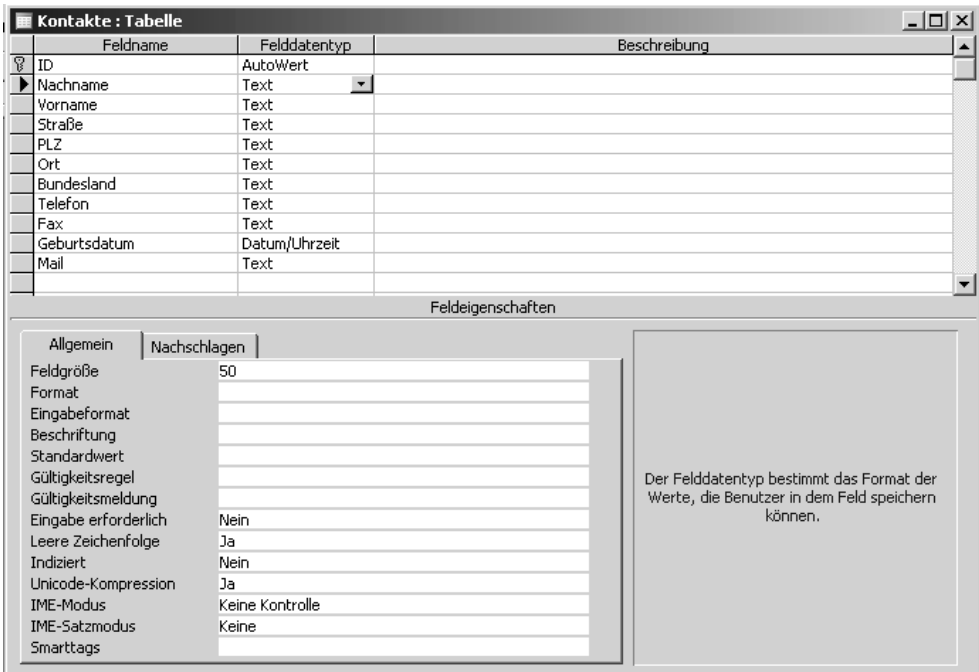 Kontakte : Tabelle
Feldname Felddatentyp Beschreibung
ID AutoWert
Nachname Text
Vorname Text
Straße Text
PLZ Text
Ort Text
Bundesland Text
Telefon Text
Fax Text
Geburtsdatum Datum/Uhrzeit
Mail Text
Feldeigenschaften
Allgemein Nachschlagen
Feldgröße 50
Format
Eingabeformat
Beschriftung
Standardwert
Gültigkeitsregel
Gültigkeitsmeldung
Eingabe erforderlich Nein
Leere Zeichenfolge Ja
Indiziert Nein
Unicode-Kompression Ja
IME-Modus Keine Kontrolle
IME-Satzmodus Keine
Smarttags
Der Felddatentyp bestimmt das Format der
Werte, die Benutzer in dem Feld speichern
können.